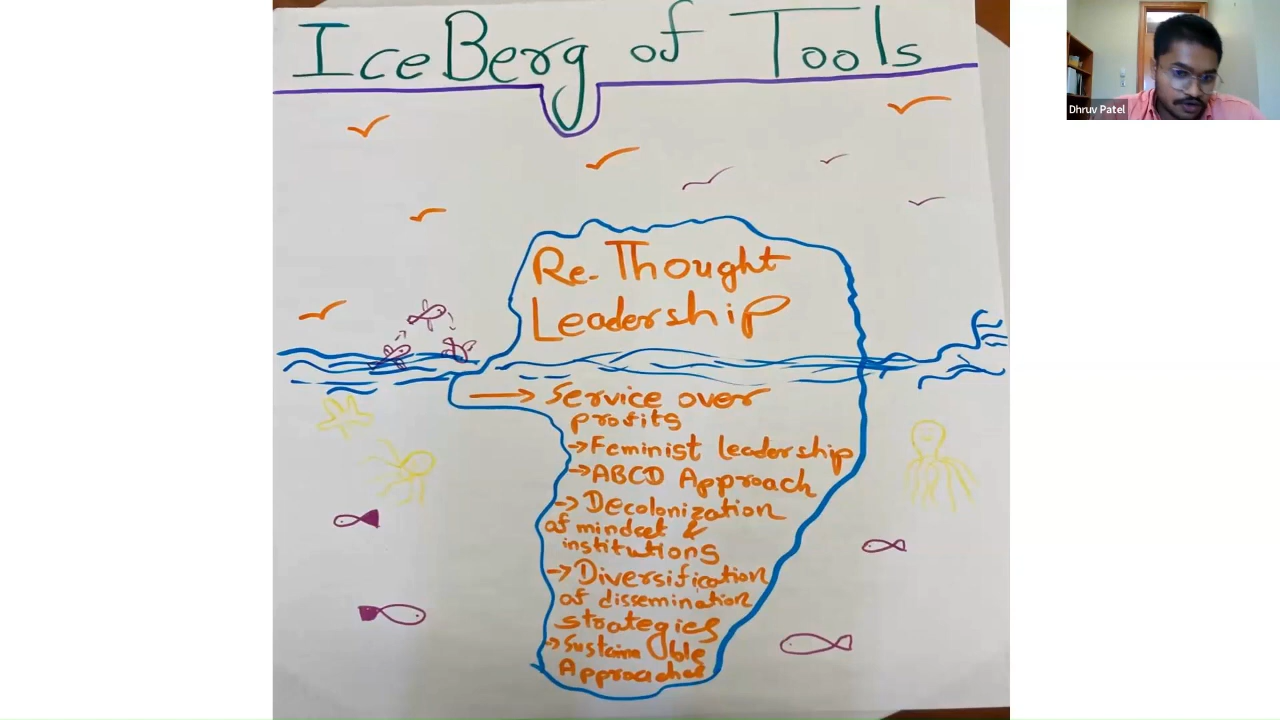 IceBerg of Tools
Dhruv Patel
Re-Thought
Leadership
→ Service over
profits
→ Feminist leadership
→ ABCD Approach
→ Decolonization
of mindset &
institutions
→ Diversification
of dissemination
strategies
→ Sustainable
Approaches